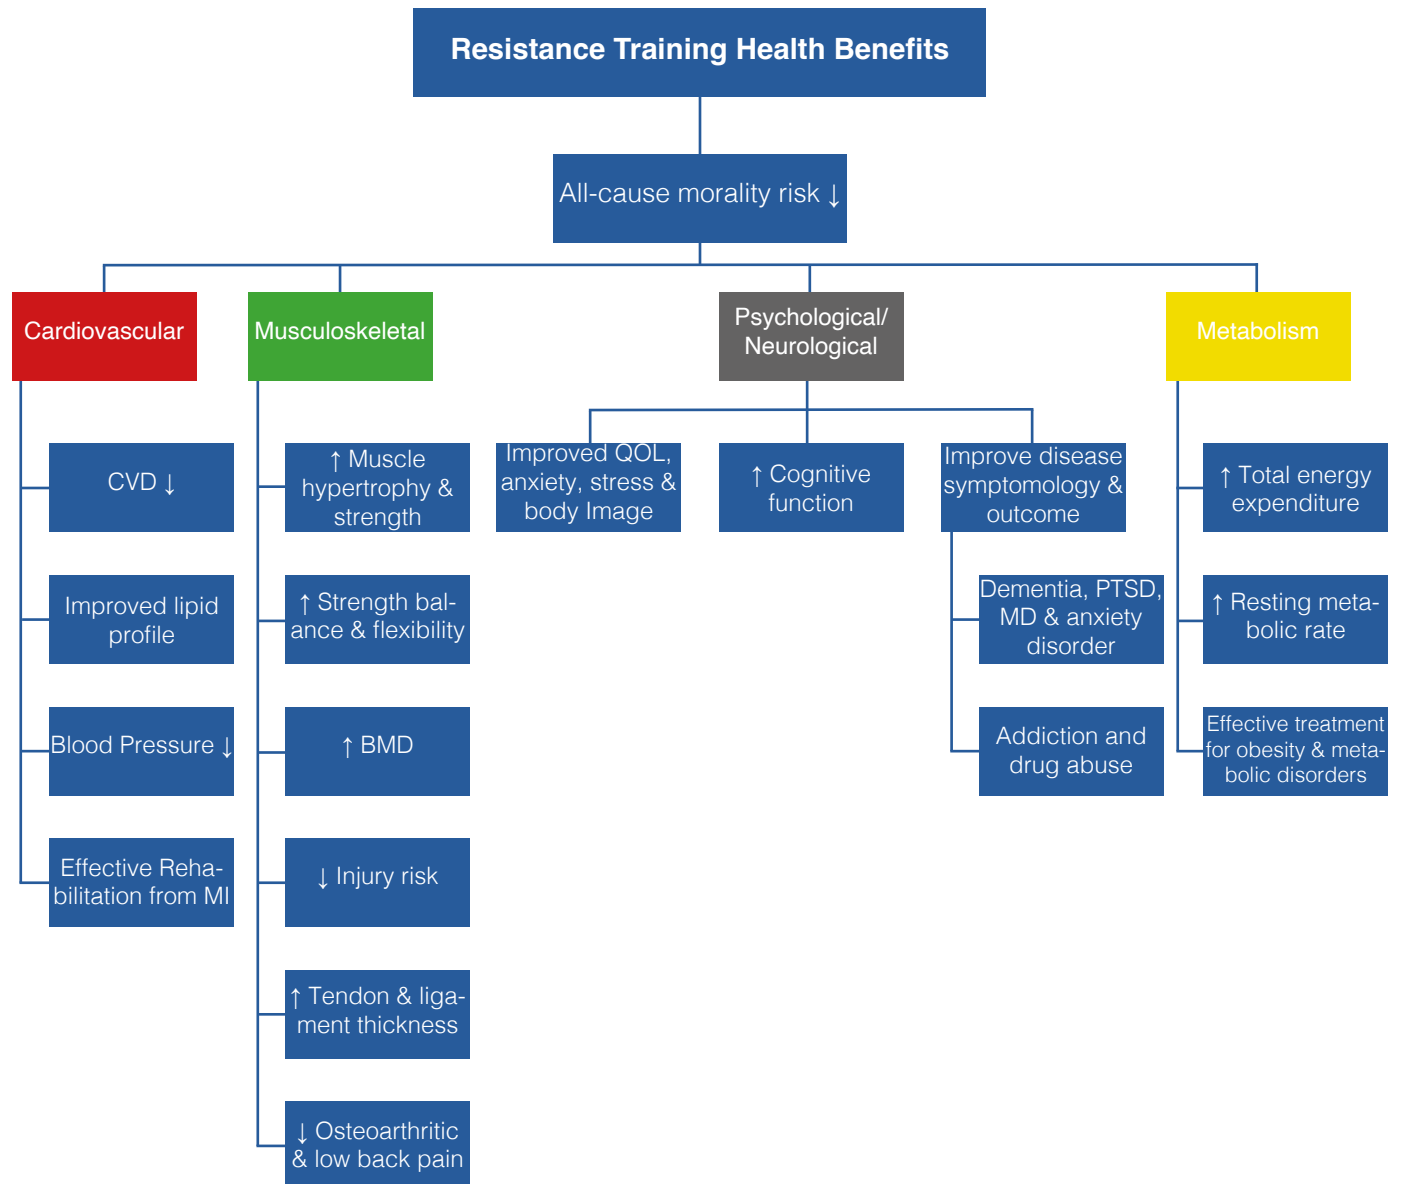 Resistance Training Health Benefits
All-cause morality risk ↓
Cardiovascular
Musculoskeletal
Psychological/
Neurological
Metabolism
CVD ↓
Improved lipid
profile
Blood Pressure ↓
Effective Reha-
bilitation from MI
↑ Muscle
hypertrophy &
strength
↑ Strength bal-
ance & flexibility
↑ BMD
↓ Injury risk
↑ Tendon & liga-
ment thickness
↓ Osteoarthritic
& low back pain
Improved QOL,
anxiety, stress &
body Image
↑ Cognitive
function
Improve disease
symptomology &
outcome
Dementia, PTSD,
MD & anxiety
disorder
Addiction and
drug abuse
↑ Total energy
expenditure
↑ Resting meta-
bolic rate
Effective treatment
for obesity & meta-
bolic disorders